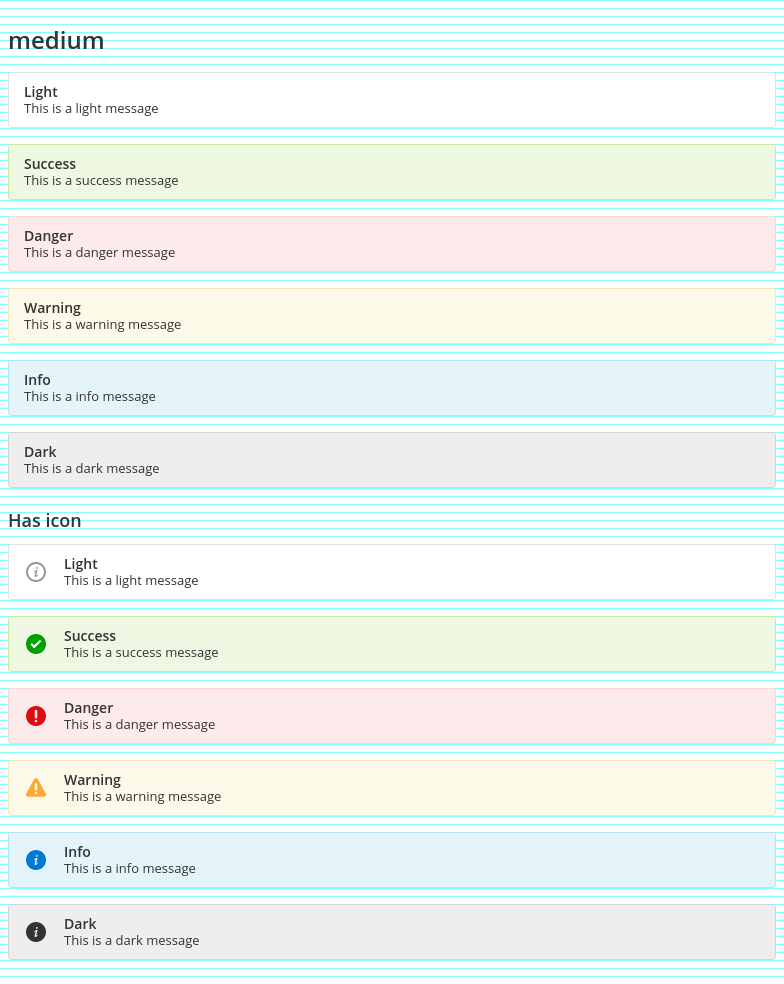 medium
Light
This is a light message
Success
This is a success message
Danger
This is a danger message
Warning
This is a warning message
Info
This is a info message
Dark
This is a dark message
Has icon
Light
This is a light message
Success
This is a success message
Danger
This is a danger message
Warning
This is a warning message
Info
This is a info message
Dark
This is a dark message